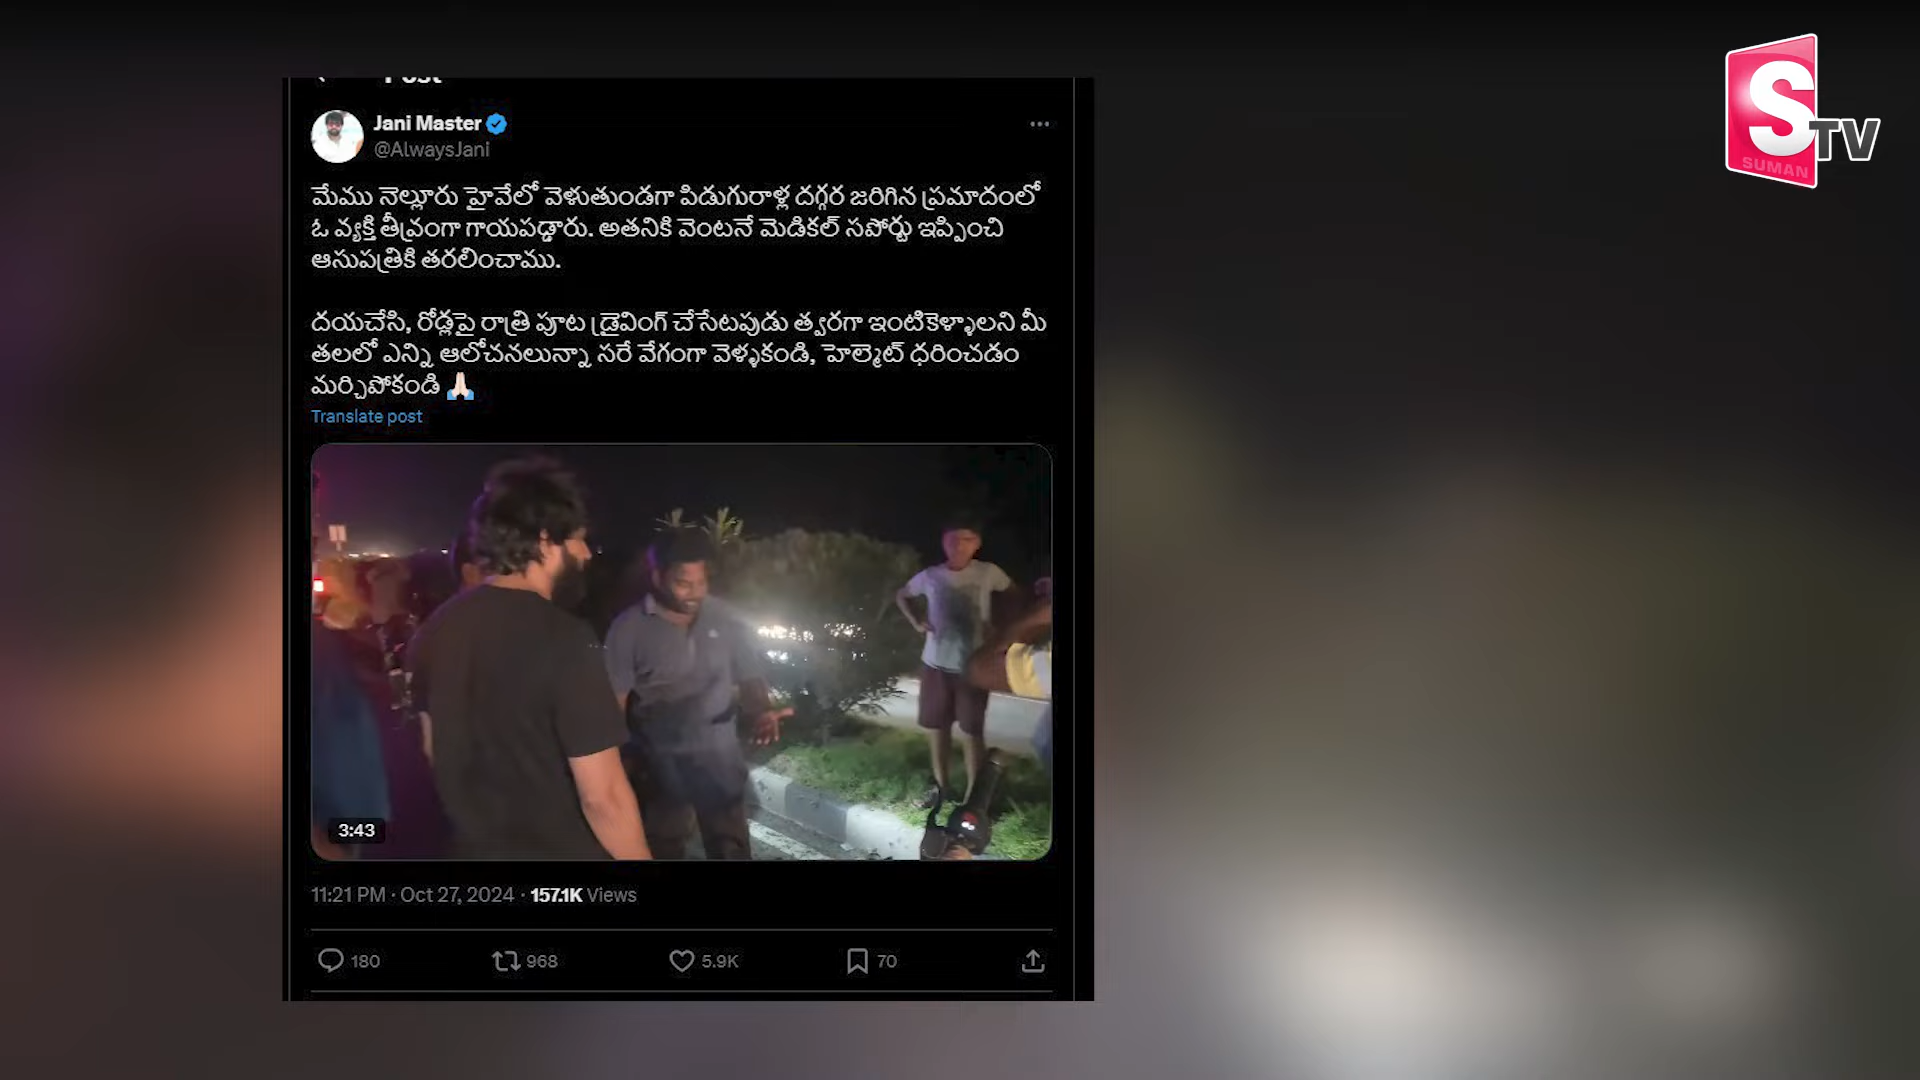 Post
Jani Master
@AlwaysJani
మేము నెల్లూరు హైవేలో వెళుతుండగా పిడుగురాళ్ల దగ్గర జరిగిన ప్రమాదంలో
ఓ వ్యక్తి తీవ్రంగా గాయపడ్డారు. అతనికి వెంటనే మెడికల్ సపోర్టు ఇప్పించి
ఆసుపత్రికి తరలించాము.
దయచేసి, రోడ్లపై రాత్రి పూట డ్రైవింగ్ చేసేటపుడు త్వరగా ఇంటికెళ్ళాలని మీ
తలలో ఎన్ని ఆలోచనలున్నా సరే వేగంగా వెళ్ళకండి, హెల్మెట్ ధరించడం
మర్చిపోకండి 🙏🏻
Translate post
3:43
11:21 PM · Oct 27, 2024 · 157.1K Views
180 968 5.9K 70
S TV
SUMAN